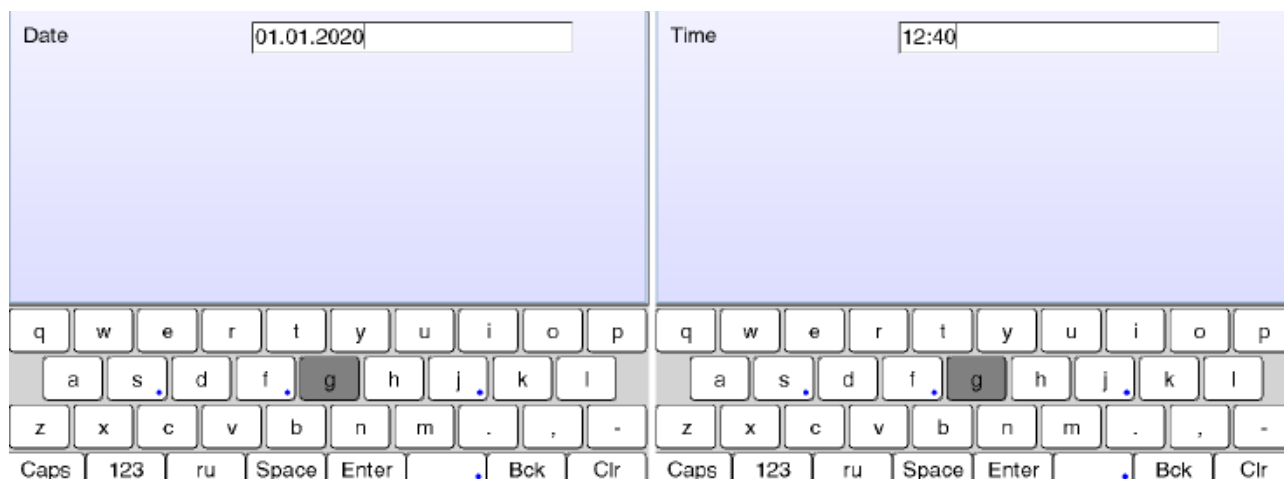 Date 01.01.2020
q w e r t y u i o p
a s d f g h j k l
z x c v b n m . , -
Caps 123 ru Space Enter Bck Clr
Time 12:40
q w e r t y u i o p
a s d f g h j k l
z x c v b n m . , -
Caps 123 ru Space Enter Bck Clr